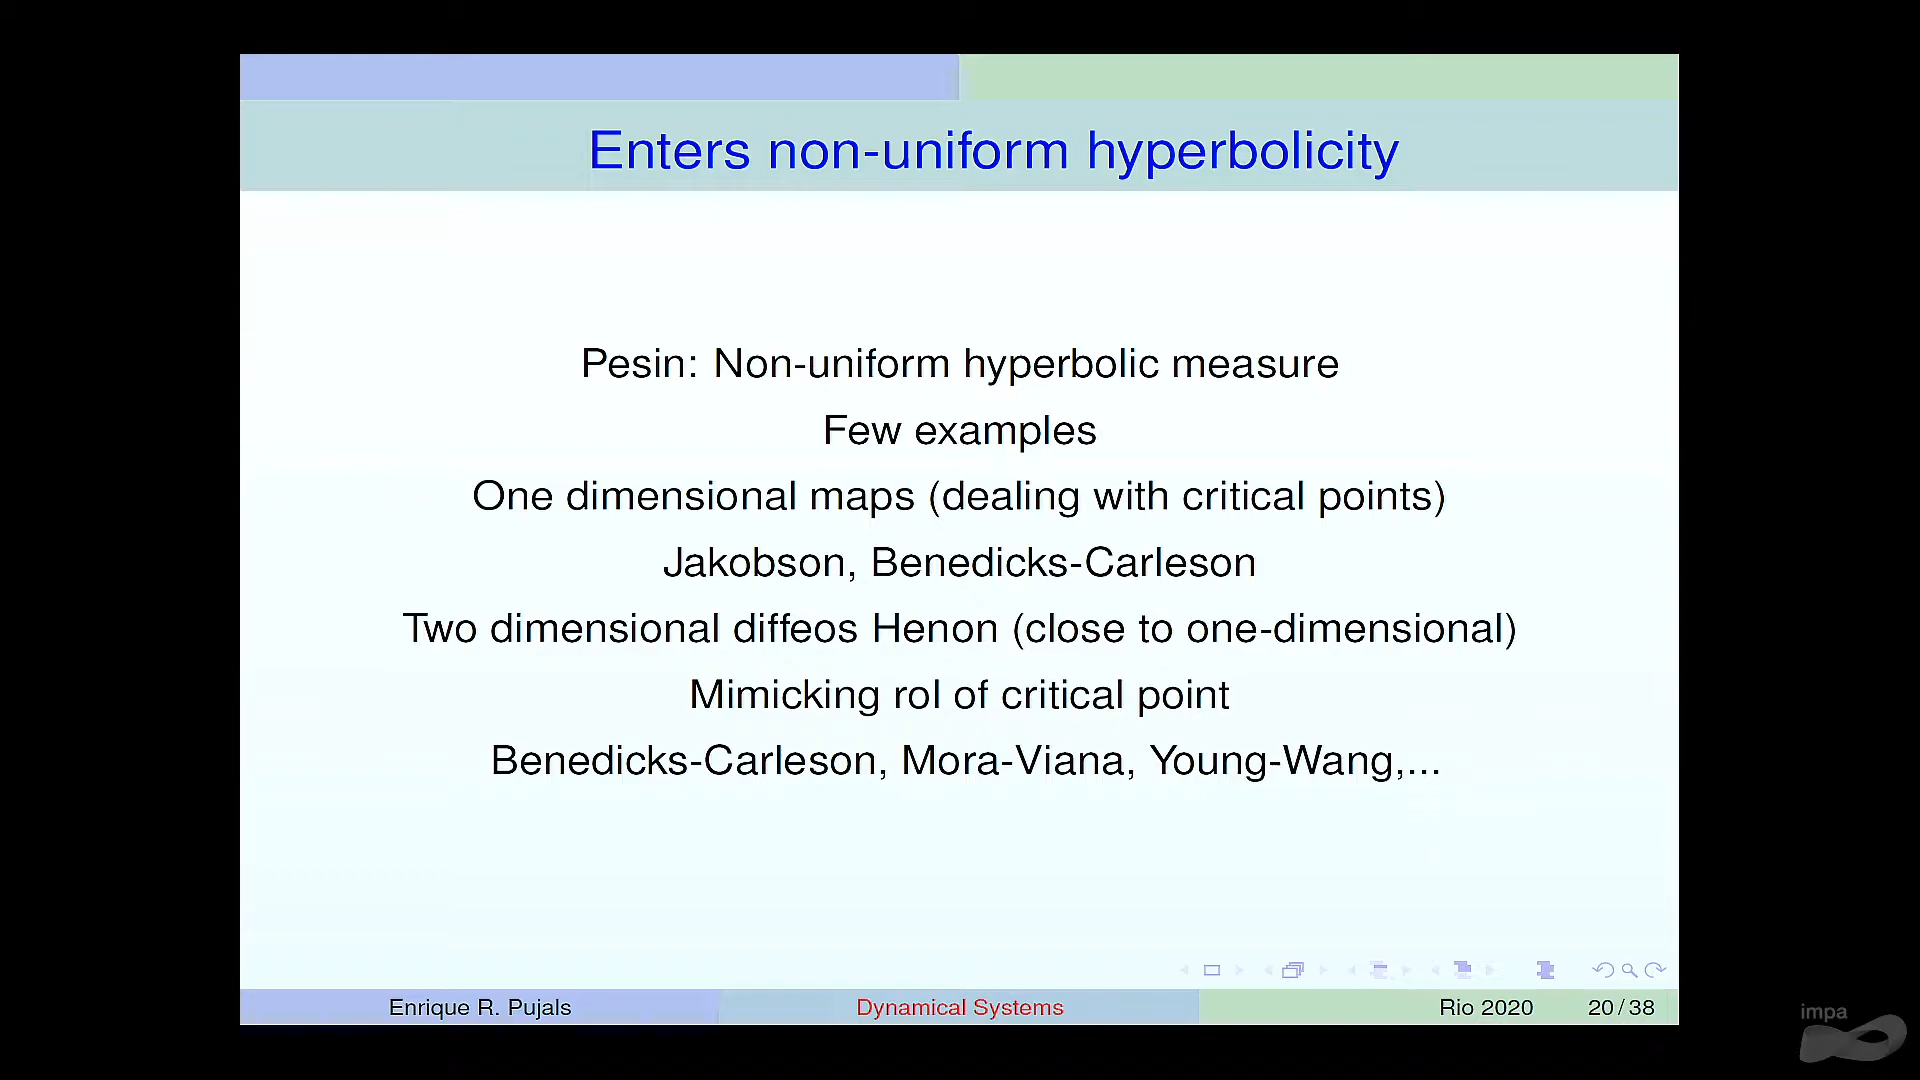 Enters non-uniform hyperbolicity
Pesin: Non-uniform hyperbolic measure
Few examples
One dimensional maps (dealing with critical points)
Jakobson, Benedicks-Carleson
Two dimensional diffeos Henon (close to one-dimensional)
Mimicking rol of critical point
Benedicks-Carleson, Mora-Viana, Young-Wang,...
Enrique R. Pujals Dynamical Systems Rio 2020 20 / 38
impa